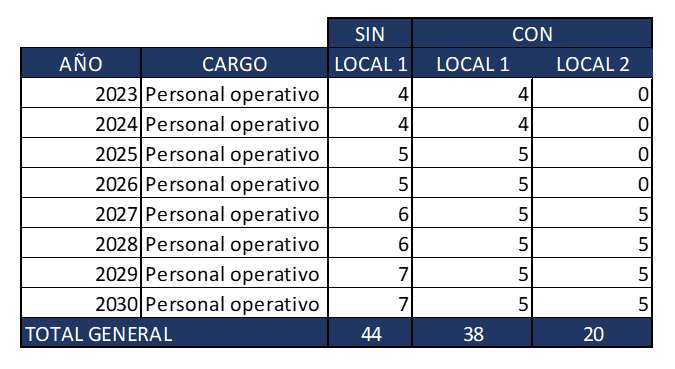 SIN CON
AÑO CARGO LOCAL 1 LOCAL 1 LOCAL 2
2023 Personal operativo 4 4 0
2024 Personal operativo 4 4 0
2025 Personal operativo 5 5 0
2026 Personal operativo 5 5 0
2027 Personal operativo 6 5 5
2028 Personal operativo 6 5 5
2029 Personal operativo 7 5 5
2030 Personal operativo 7 5 5
TOTAL GENERAL 44 38 20